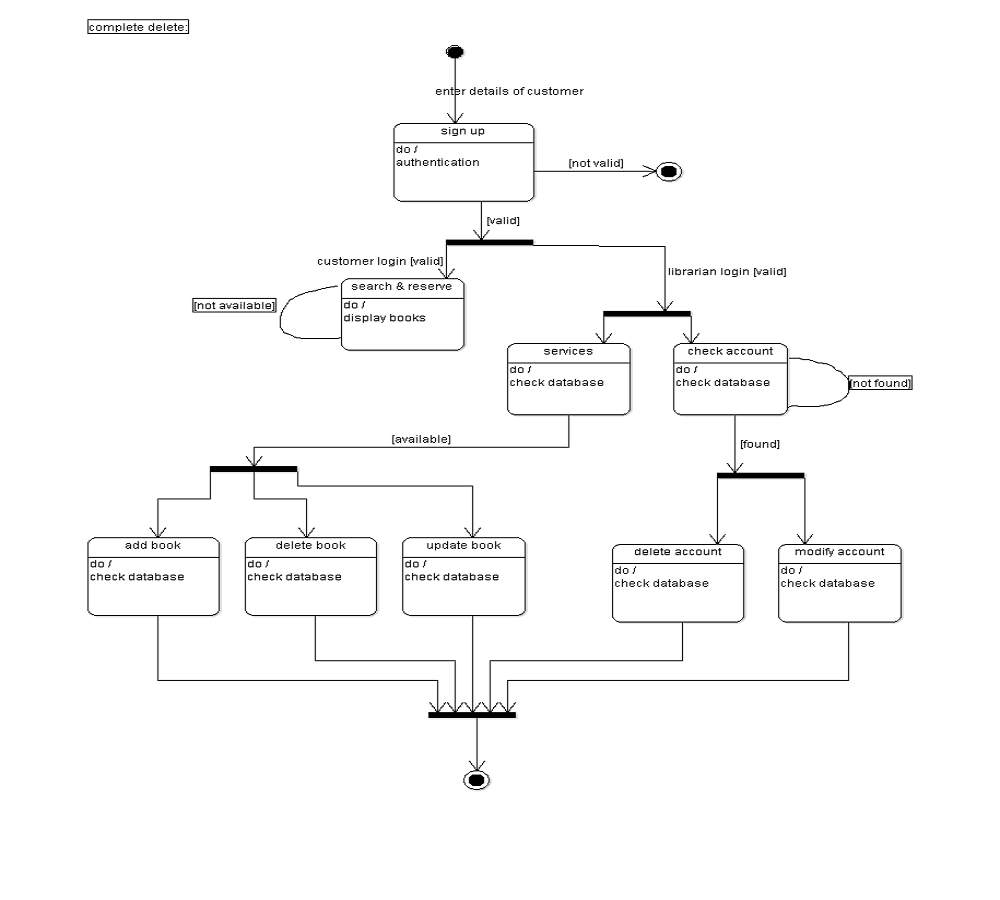 complete delete:
enter details of customer
sign up
do /
authentication
[not valid]
[valid]
customer login [valid]
librarian login [valid]
search & reserve
do /
display books
[not available]
services
do /
check database
check account
do /
check database
[not found]
[available]
[found]
add book
do /
check database
delete book
do /
check database
update book
do /
check database
delete account
do /
check database
modify account
do /
check database